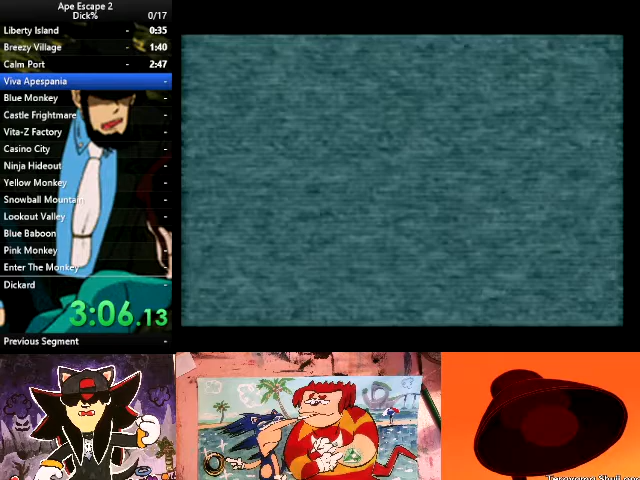 Ape Escape 2
Dick%
0/17
Liberty Island - 0:35
Breezy Village - 1:40
Calm Port - 2:47
Viva Apespania -
Blue Monkey -
Castle Frightmare -
Vita-Z Factory -
Casino City -
Ninja Hideout -
Yellow Monkey -
Snowball Mountain -
Lookout Valley -
Blue Baboon -
Pink Monkey -
Enter The Monkey -
Dickard -
3:06.13
Previous Segment -